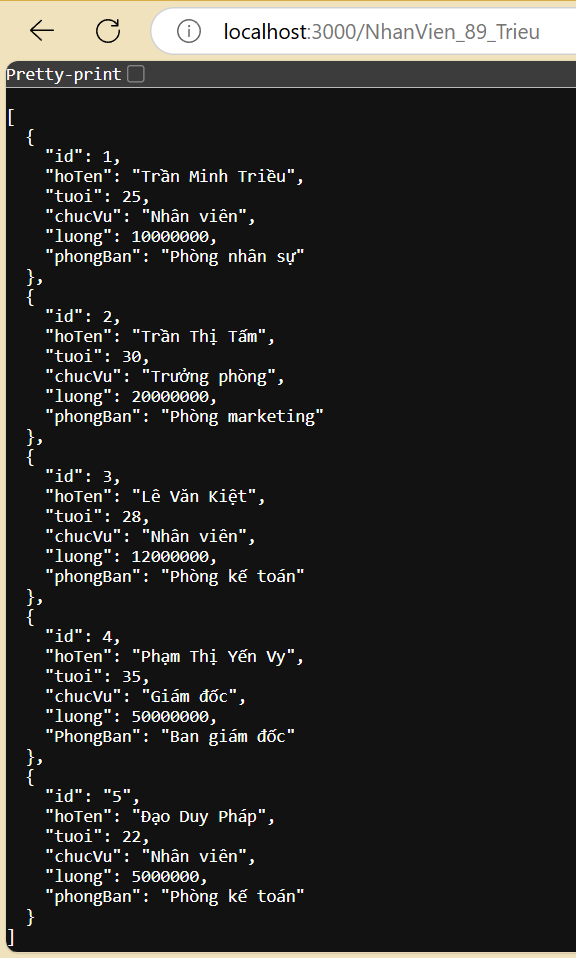 localhost:3000/NhanVien_89_Trieu
Pretty-print
[
  {
    "id": 1,
    "hoTen": "Trần Minh Triều",
    "tuoi": 25,
    "chucVu": "Nhân viên",
    "luong": 10000000,
    "phongBan": "Phòng nhân sự"
  },
  {
    "id": 2,
    "hoTen": "Trần Thị Tấm",
    "tuoi": 30,
    "chucVu": "Trưởng phòng",
    "luong": 20000000,
    "phongBan": "Phòng marketing"
  },
  {
    "id": 3,
    "hoTen": "Lê Văn Kiệt",
    "tuoi": 28,
    "chucVu": "Nhân viên",
    "luong": 12000000,
    "phongBan": "Phòng kế toán"
  },
  {
    "id": 4,
    "hoTen": "Phạm Thị Yến Vy",
    "tuoi": 35,
    "chucVu": "Giám đốc",
    "luong": 50000000,
    "PhongBan": "Ban giám đốc"
  },
  {
    "id": "5",
    "hoTen": "Đạo Duy Pháp",
    "tuoi": 22,
    "chucVu": "Nhân viên",
    "luong": 5000000,
    "phongBan": "Phòng kế toán"
  }
]